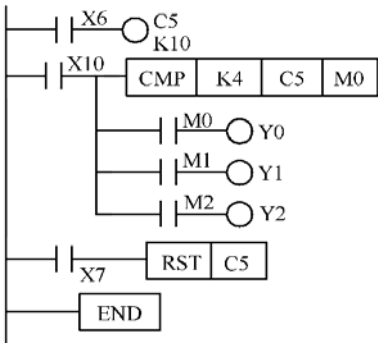 X6 C5
K10
X10 CMP K4 C5 M0
M0 Y0
M1 Y1
M2 Y2
X7 RST C5
END